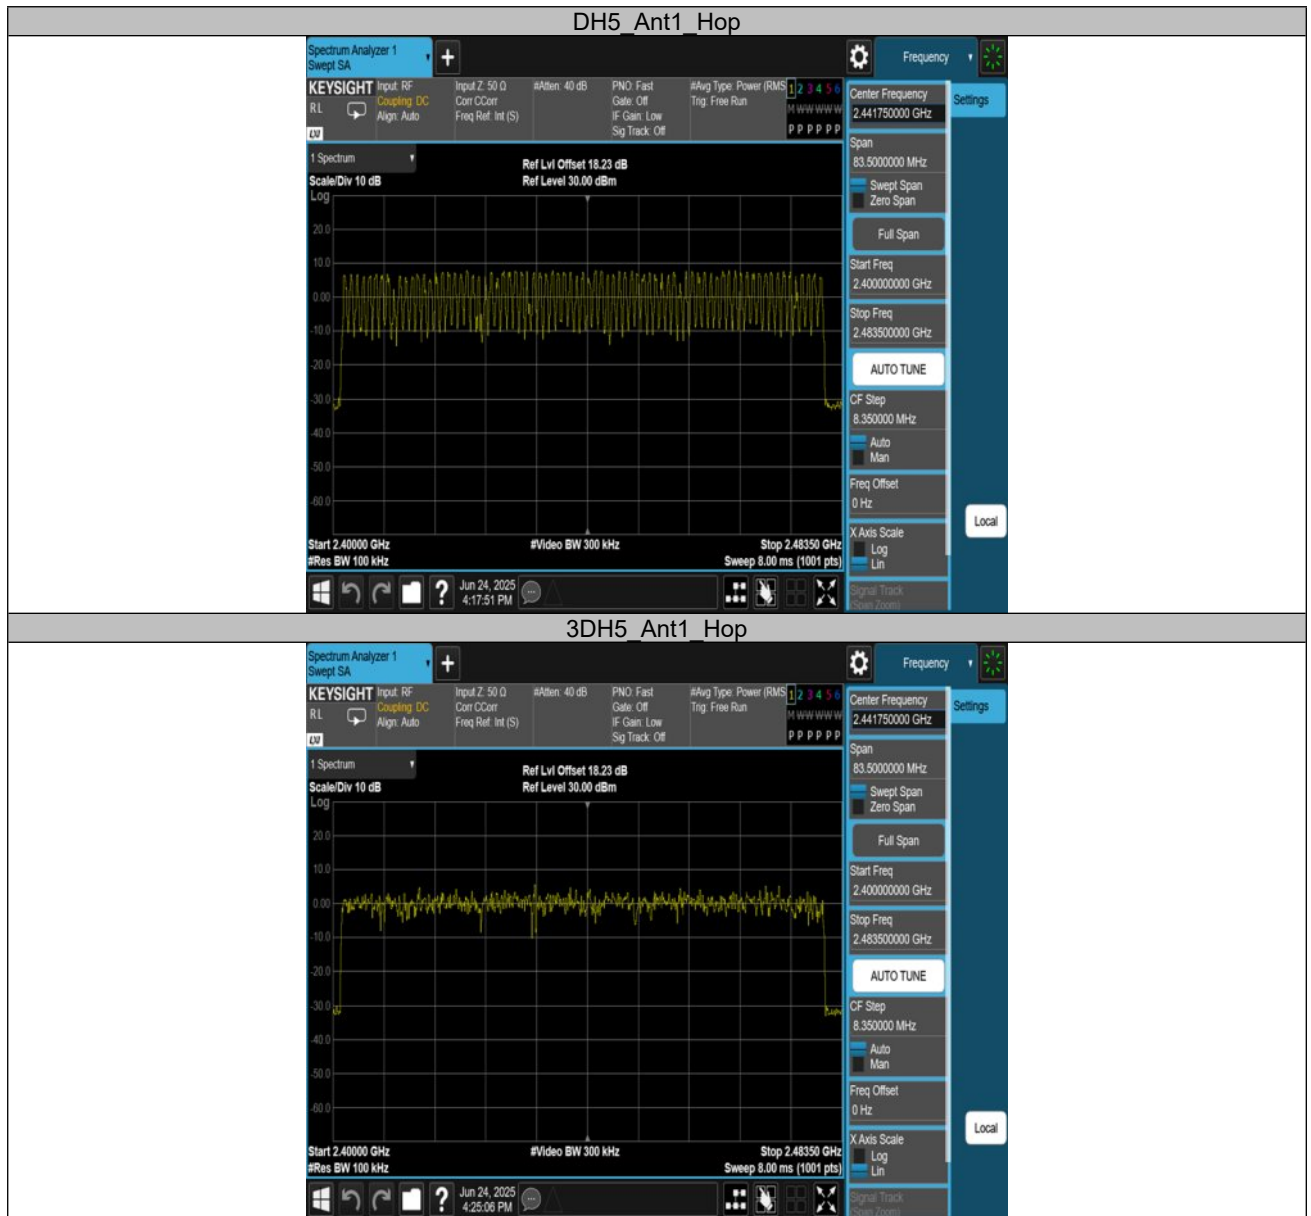 DH5_Ant1_Hop
Spectrum Analyzer 1
Swept SA
Frequency
KEYSIGHT
RL
LXI
Input: RF
Coupling: DC
Align: Auto
Input Z: 50 Ω
Corr CCorr
Freq Ref: Int (S)
#Atten: 40 dB
PNO: Fast
Gate: Off
IF Gain: Low
Sig Track: Off
#Avg Type: Power (RMS
Trig: Free Run
1 2 3 4 5 6
M W W W W W
P P P P P P
1 Spectrum
Scale/Div 10 dB
Ref Lvl Offset 18.23 dB
Ref Level 30.00 dBm
Log
20.0
10.0
0.00
-10.0
-20.0
-30.0
-40.0
-50.0
-60.0
Start 2.40000 GHz
#Res BW 100 kHz
#Video BW 300 kHz
Stop 2.48350 GHz
Sweep 8.00 ms (1001 pts)
Center Frequency
2.441750000 GHz
Settings
Span
83.5000000 MHz
Swept Span
Zero Span
Full Span
Start Freq
2.400000000 GHz
Stop Freq
2.483500000 GHz
AUTO TUNE
CF Step
8.350000 MHz
Auto
Man
Freq Offset
0 Hz
X Axis Scale
Log
Lin
Local
Signal Track
(Span Zoom)
?
Jun 24, 2025
4:17:51 PM
3DH5_Ant1_Hop
Spectrum Analyzer 1
Swept SA
Frequency
KEYSIGHT
RL
LXI
Input: RF
Coupling: DC
Align: Auto
Input Z: 50 Ω
Corr CCorr
Freq Ref: Int (S)
#Atten: 40 dB
PNO: Fast
Gate: Off
IF Gain: Low
Sig Track: Off
#Avg Type: Power (RMS
Trig: Free Run
1 2 3 4 5 6
M W W W W W
P P P P P P
1 Spectrum
Scale/Div 10 dB
Ref Lvl Offset 18.23 dB
Ref Level 30.00 dBm
Log
20.0
10.0
0.00
-10.0
-20.0
-30.0
-40.0
-50.0
-60.0
Start 2.40000 GHz
#Res BW 100 kHz
#Video BW 300 kHz
Stop 2.48350 GHz
Sweep 8.00 ms (1001 pts)
Center Frequency
2.441750000 GHz
Settings
Span
83.5000000 MHz
Swept Span
Zero Span
Full Span
Start Freq
2.400000000 GHz
Stop Freq
2.483500000 GHz
AUTO TUNE
CF Step
8.350000 MHz
Auto
Man
Freq Offset
0 Hz
X Axis Scale
Log
Lin
Local
Signal Track
(Span Zoom)
?
Jun 24, 2025
4:25:06 PM